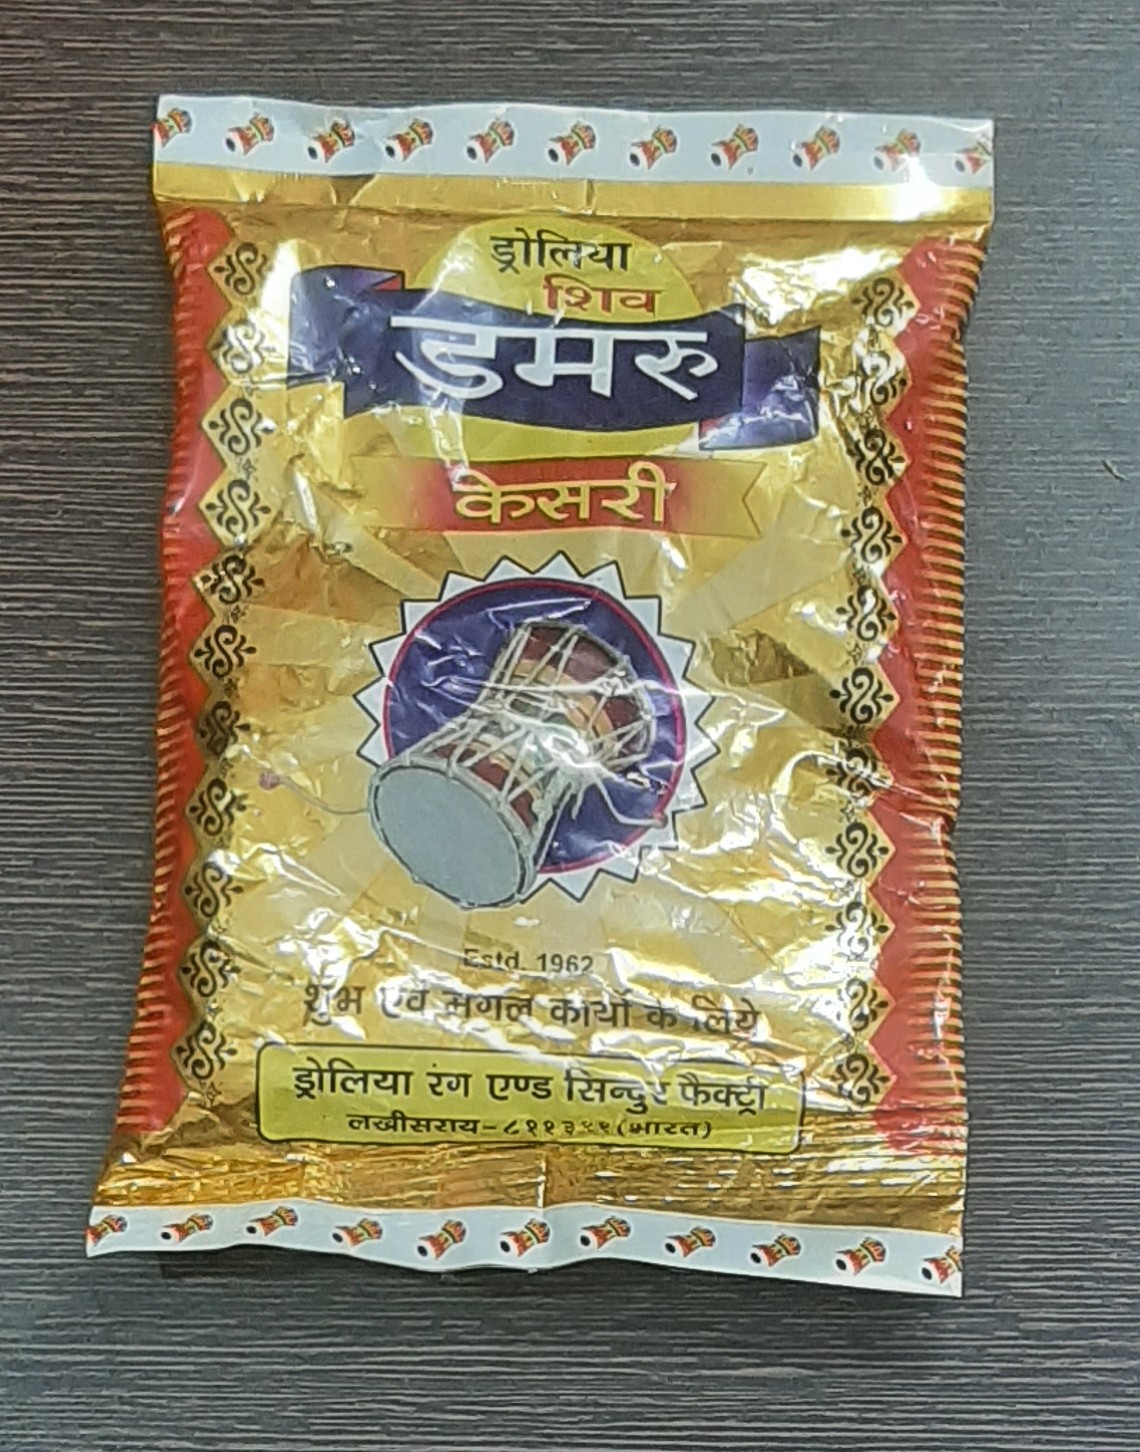 ड्रोलिया
शिव
डमरु
केसरी
Estd. 1962
शुभ एवं मंगल कार्यों के लिये
ड्रोलिया रंग एण्ड सिन्दुर फैक्ट्री
लखीसराय-८११३११(भारत)